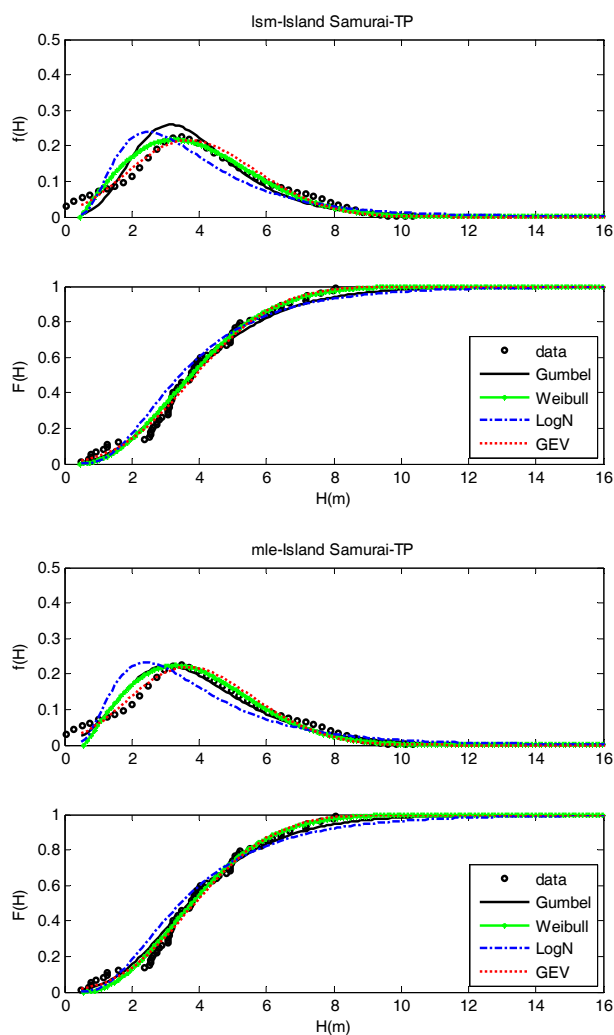 lsm-Island Samurai-TP
0.5
0.4
0.3
0.2
0.1
0
f(H)
0 2 4 6 8 10 12 14 16
1
0.8
0.6
0.4
0.2
0
F(H)
data
Gumbel
Weibull
LogN
GEV
0 2 4 6 8 10 12 14 16
H(m)
mle-Island Samurai-TP
0.5
0.4
0.3
0.2
0.1
0
f(H)
0 2 4 6 8 10 12 14 16
1
0.8
0.6
0.4
0.2
0
F(H)
data
Gumbel
Weibull
LogN
GEV
0 2 4 6 8 10 12 14 16
H(m)